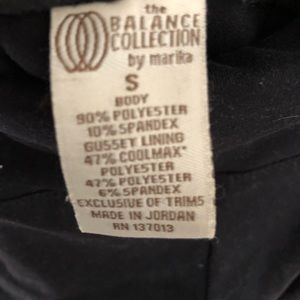 the
BALANCE
COLLECTION
by marika
S
BODY
90% POLYESTER
10% SPANDEX
GUSSET LINING
47% COOLMAX®
POLYESTER
47% POLYESTER
6% SPANDEX
EXCLUSIVE OF TRIMS
MADE IN JORDAN
RN 137013